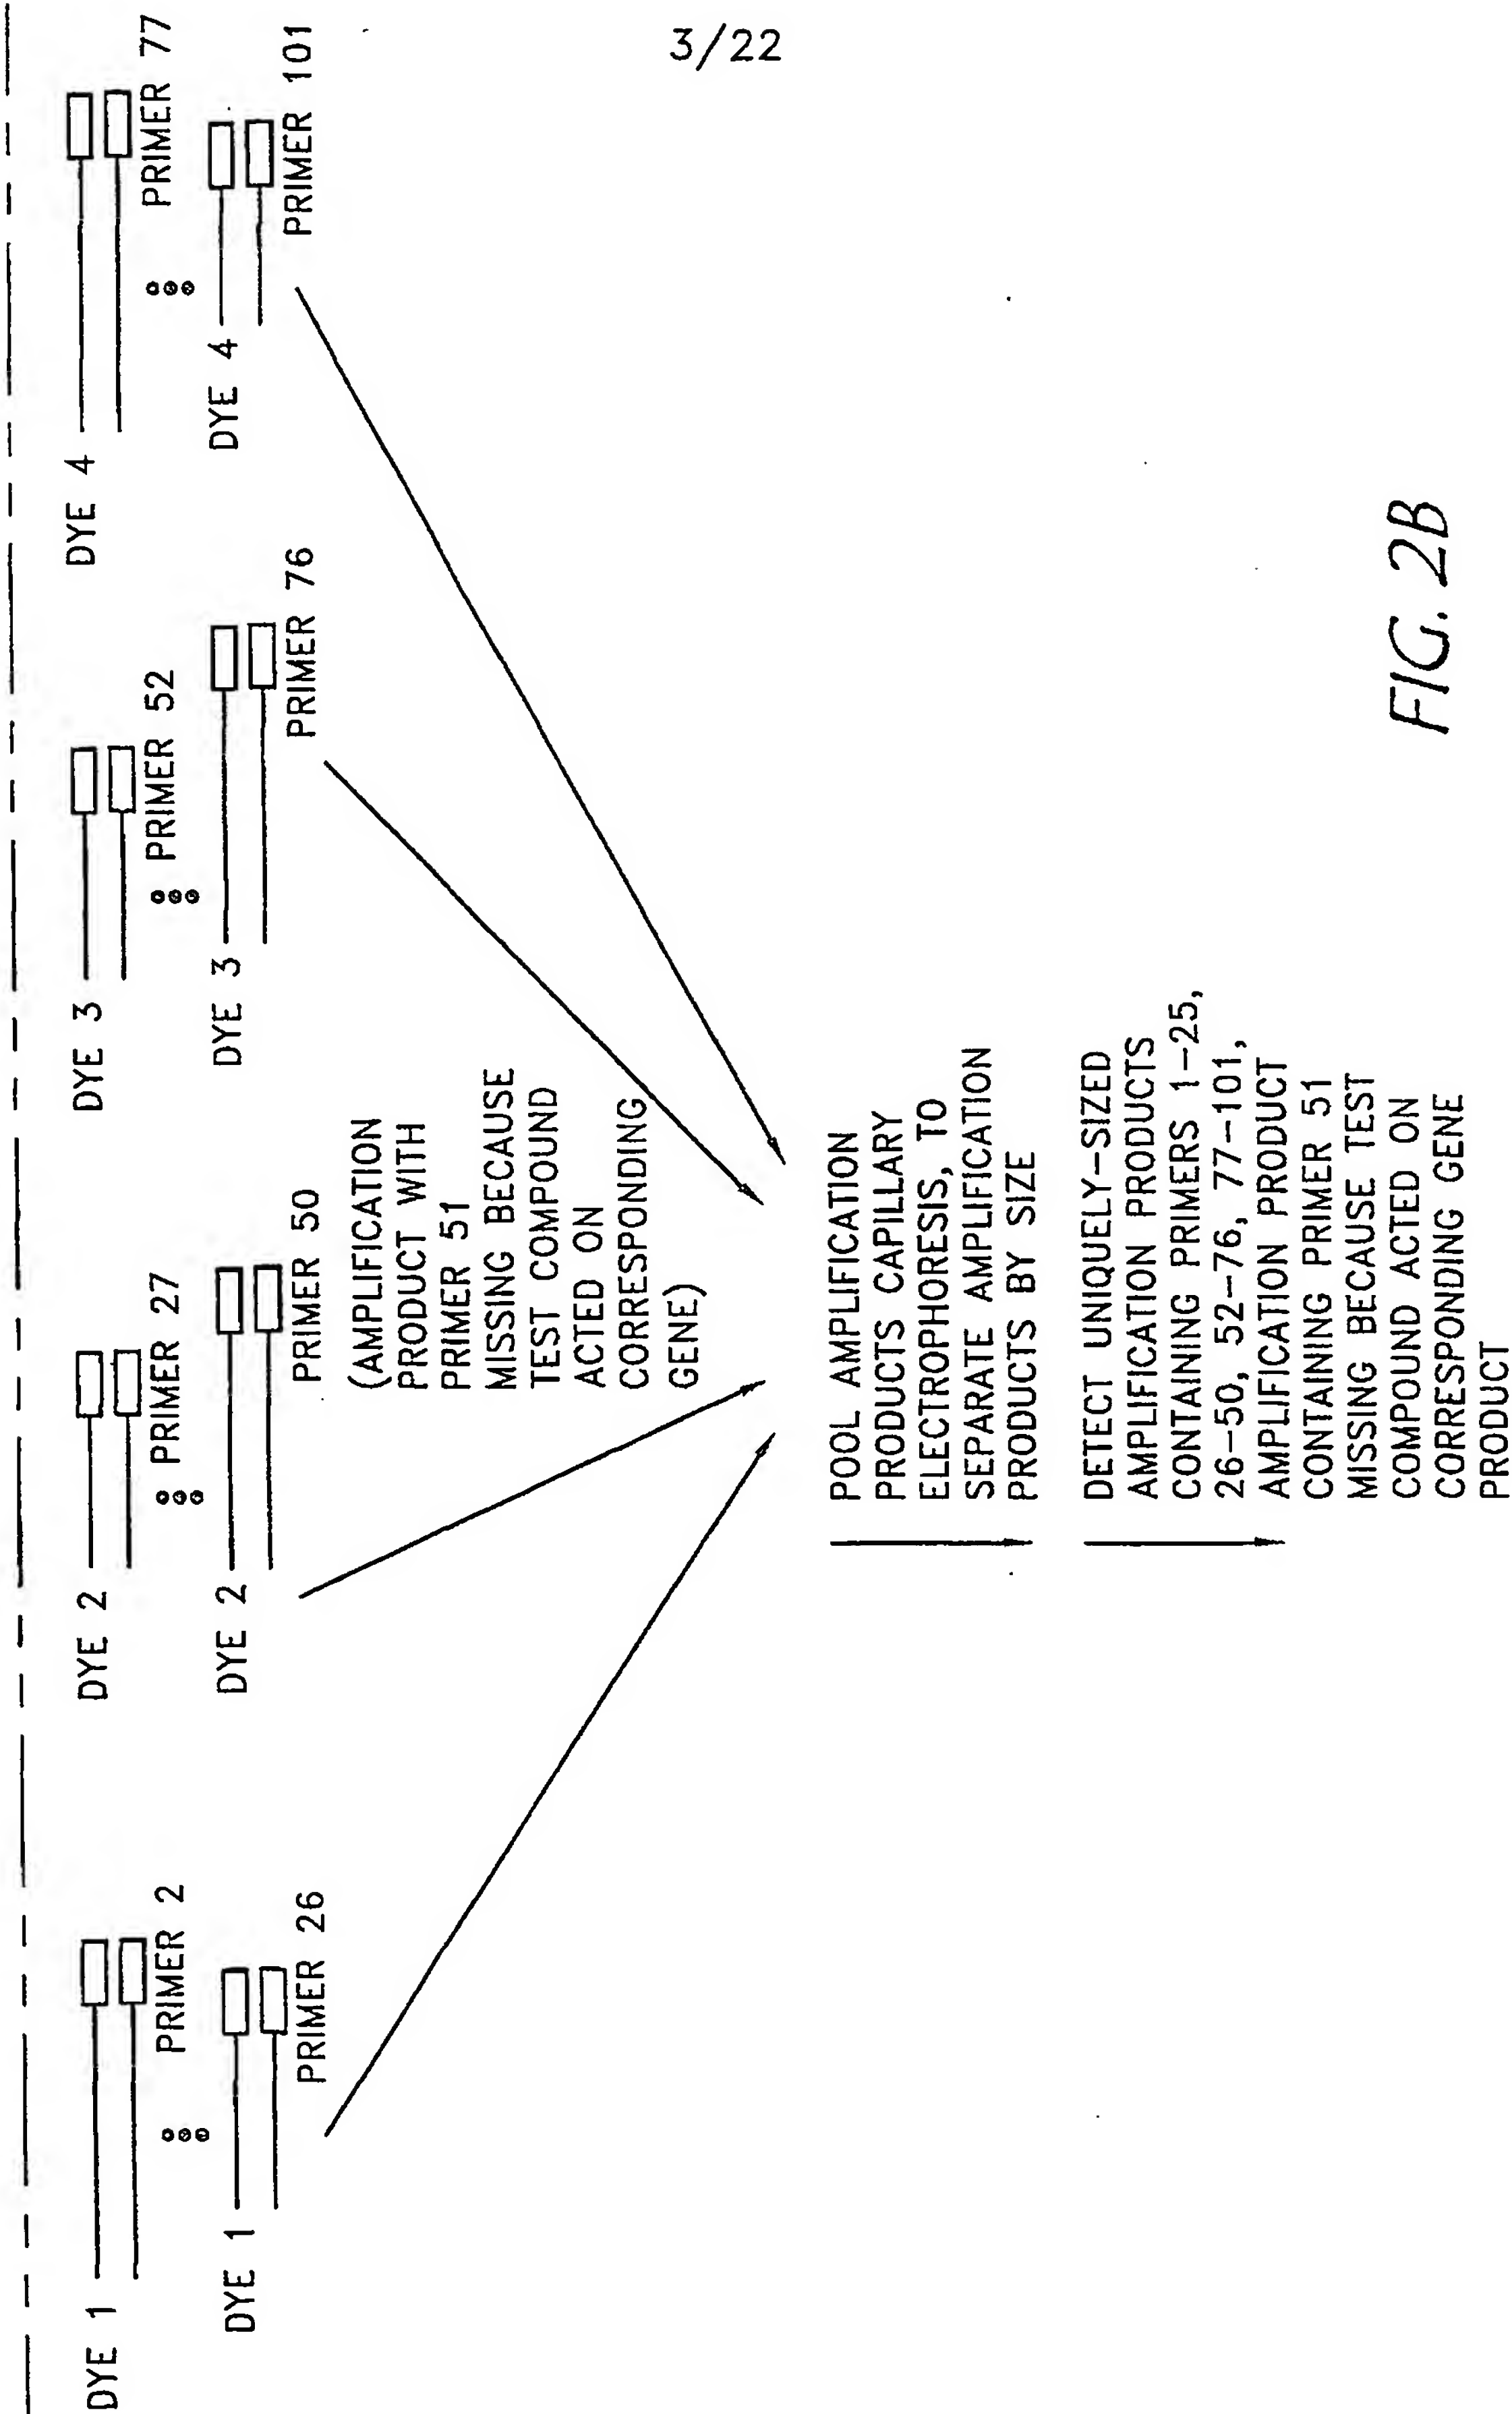 3/22
DYE 1
PRIMER 2
DYE 1
PRIMER 26
DYE 2
PRIMER 27
DYE 2
PRIMER 50
(AMPLIFICATION
PRODUCT WITH
PRIMER 51
MISSING BECAUSE
TEST COMPOUND
ACTED ON
CORRESPONDING
GENE)
DYE 3
PRIMER 52
DYE 3
PRIMER 76
DYE 4
PRIMER 77
DYE 4
PRIMER 101
POOL AMPLIFICATION
PRODUCTS CAPILLARY
ELECTROPHORESIS, TO
SEPARATE AMPLIFICATION
PRODUCTS BY SIZE
DETECT UNIQUELY-SIZED
AMPLIFICATION PRODUCTS
CONTAINING PRIMERS 1-25,
26-50, 52-76, 77-101,
AMPLIFICATION PRODUCT
CONTAINING PRIMER 51
MISSING BECAUSE TEST
COMPOUND ACTED ON
CORRESPONDING GENE
PRODUCT
FIG. 2B